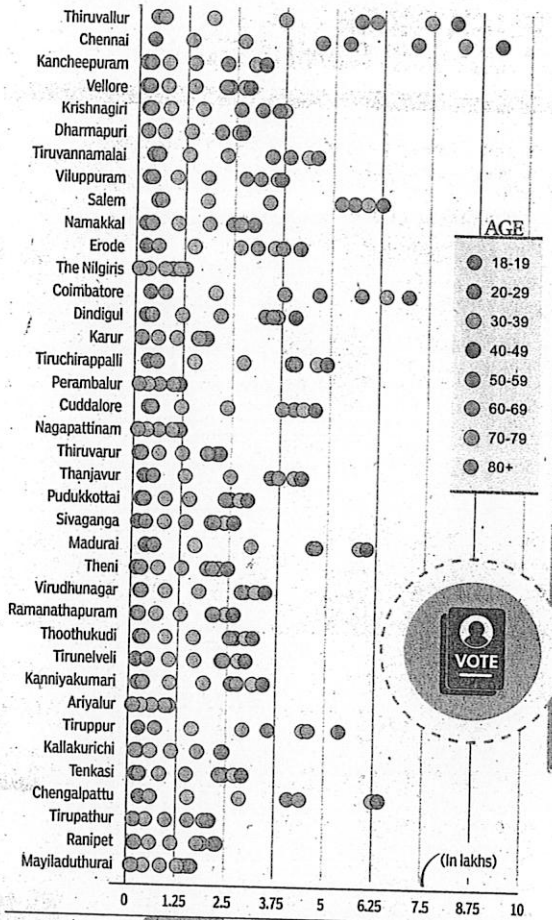 Thiruvallur
Chennai
Kancheepuram
Vellore
Krishnagiri
Dharmapuri
Tiruvannamalai
Viluppuram
Salem
Namakkal
Erode
The Nilgiris
Coimbatore
Dindigul
Karur
Tiruchirappalli
Perambalur
Cuddalore
Nagapattinam
Thiruvarur
Thanjavur
Pudukkottai
Sivaganga
Madurai
Theni
Virudhunagar
Ramanathapuram
Thoothukudi
Tirunelveli
Kanniyakumari
Ariyalur
Tiruppur
Kallakurichi
Tenkasi
Chengalpattu
Tirupathur
Ranipet
Mayiladuthurai
AGE
18-19
20-29
30-39
40-49
50-59
60-69
70-79
80+
VOTE
(In lakhs)
0 1.25 2.5 3.75 5 6.25 7.5 8.75 10